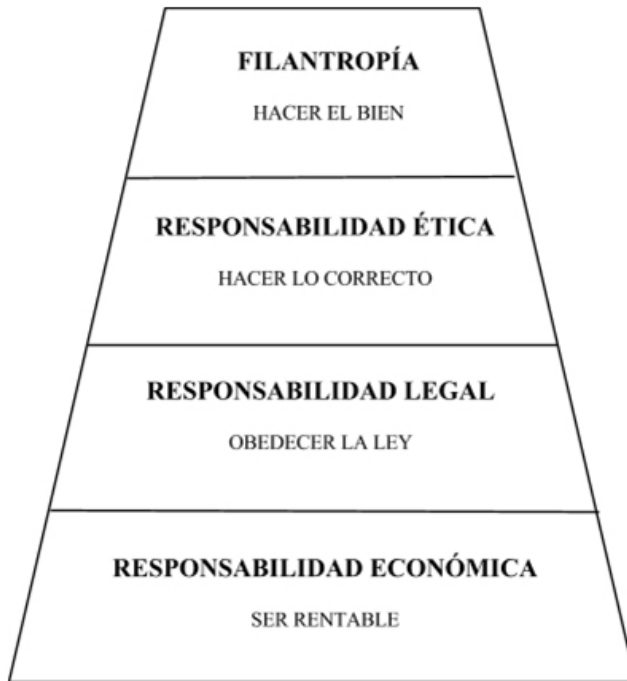 FILANTROPÍA
HACER EL BIEN
RESPONSABILIDAD ÉTICA
HACER LO CORRECTO
RESPONSABILIDAD LEGAL
OBEDECER LA LEY
RESPONSABILIDAD ECONÓMICA
SER RENTABLE